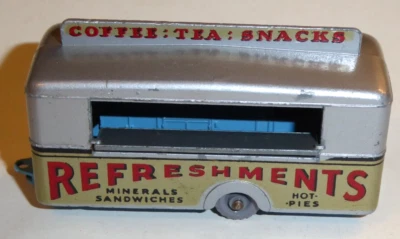 COFFEE:TEA:SNACKS
REFRESHMENTS
MINERALS HOT·
SANDWICHES ·PIES